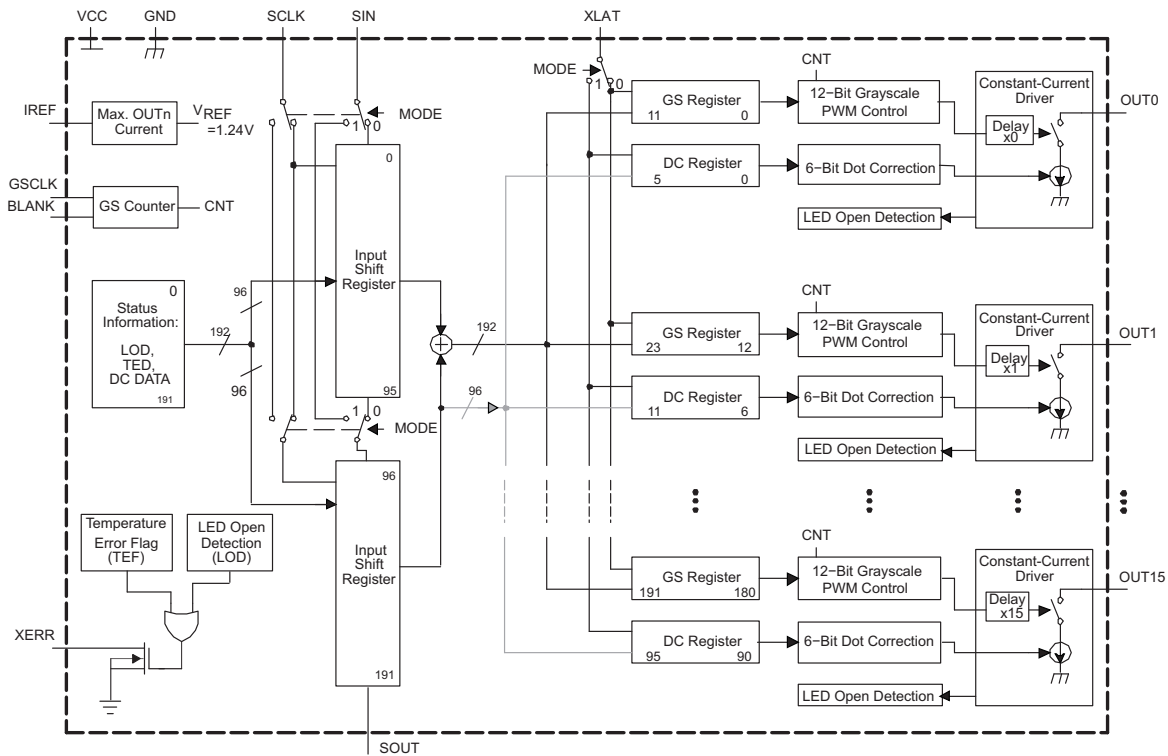 VCC
GND
SCLK
SIN
XLAT
MODE
1 0
IREF
Max. OUTn
Current
VREF
=1.24V
GSCLK
BLANK
GS Counter
CNT
1 0
MODE
0
Input
Shift
Register
95
0
Status
Information:
LOD,
TED,
DC DATA
191
192
96
96
1 0
MODE
96
Input
Shift
Register
191
SOUT
192
96
Temperature
Error Flag
(TEF)
LED Open
Detection
(LOD)
XERR
GS Register
11 0
DC Register
5 0
CNT
12−Bit Grayscale
PWM Control
6−Bit Dot Correction
LED Open Detection
Constant-Current
Driver
Delay
x0
OUT0
GS Register
23 12
DC Register
11 6
CNT
12−Bit Grayscale
PWM Control
6−Bit Dot Correction
LED Open Detection
Constant-Current
Driver
Delay
x1
OUT1
GS Register
191 180
DC Register
95 90
CNT
12−Bit Grayscale
PWM Control
6−Bit Dot Correction
LED Open Detection
Constant-Current
Driver
Delay
x15
OUT15